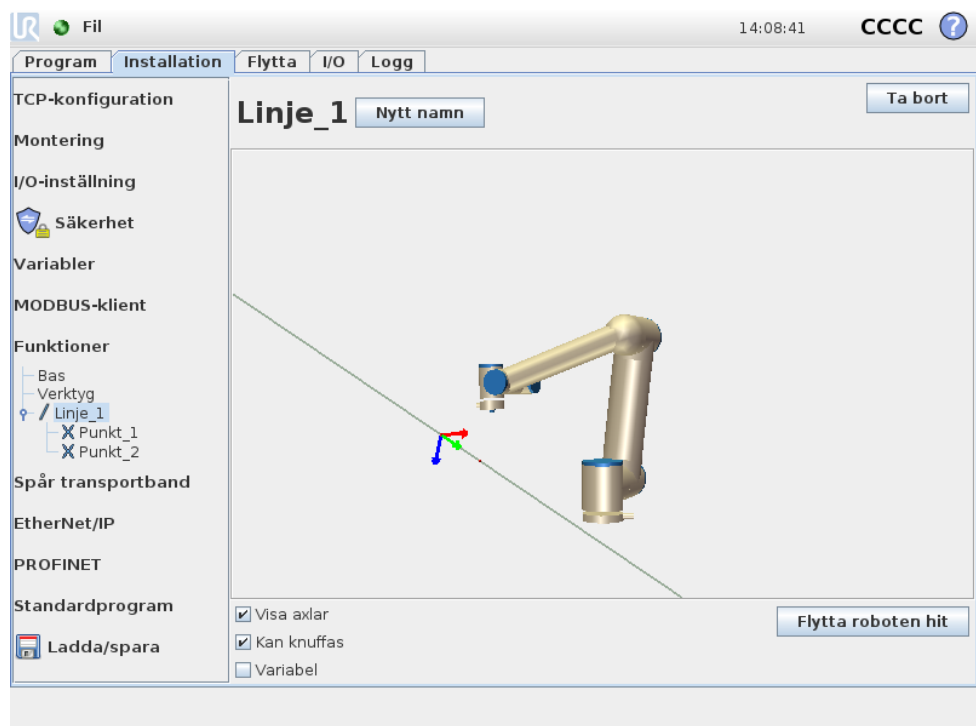 UR Fil 14:08:41 CCCC ?
Program Installation Flytta I/O Logg
TCP-konfiguration
Montering
I/O-inställning
Säkerhet
Variabler
MODBUS-klient
Funktioner
Bas
Verktyg
Linje_1
Punkt_1
Punkt_2
Spår transportband
EtherNet/IP
PROFINET
Standardprogram
Ladda/spara
Linje_1 Nytt namn Ta bort
Visa axlar
Kan knuffas
Variabel
Flytta roboten hit